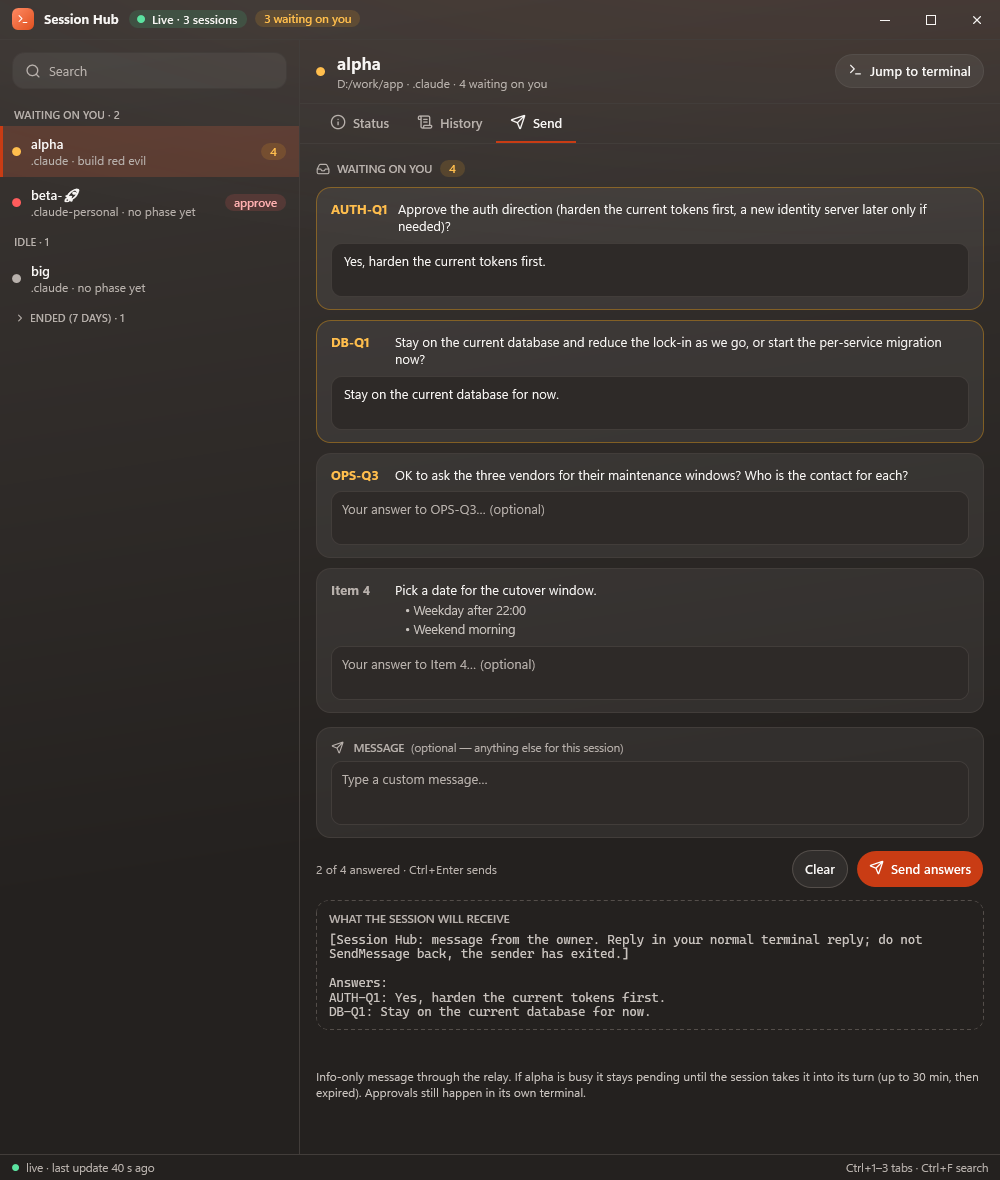 Session Hub
Live · 3 sessions
3 waiting on you
Search
WAITING ON YOU · 2
alpha
.claude · build red evil
4
beta-🚀
.claude-personal · no phase yet
approve
IDLE · 1
big
.claude · no phase yet
ENDED (7 DAYS) · 1
alpha
D:/work/app · .claude · 4 waiting on you
Jump to terminal
Status
History
Send
WAITING ON YOU 4
AUTH-Q1 Approve the auth direction (harden the current tokens first, a new identity server later only if
needed)?
Yes, harden the current tokens first.
DB-Q1 Stay on the current database and reduce the lock-in as we go, or start the per-service migration
now?
Stay on the current database for now.
OPS-Q3 OK to ask the three vendors for their maintenance windows? Who is the contact for each?
Your answer to OPS-Q3... (optional)
Item 4 Pick a date for the cutover window.
• Weekday after 22:00
• Weekend morning
Your answer to Item 4... (optional)
MESSAGE (optional — anything else for this session)
Type a custom message...
2 of 4 answered · Ctrl+Enter sends
Clear
Send answers
WHAT THE SESSION WILL RECEIVE
[Session Hub: message from the owner. Reply in your normal terminal reply; do not
SendMessage back, the sender has exited.]
Answers:
AUTH-Q1: Yes, harden the current tokens first.
DB-Q1: Stay on the current database for now.
Info-only message through the relay. If alpha is busy it stays pending until the session takes it into its turn (up to 30 min, then
expired). Approvals still happen in its own terminal.
live · last update 40 s ago
Ctrl+1–3 tabs · Ctrl+F search